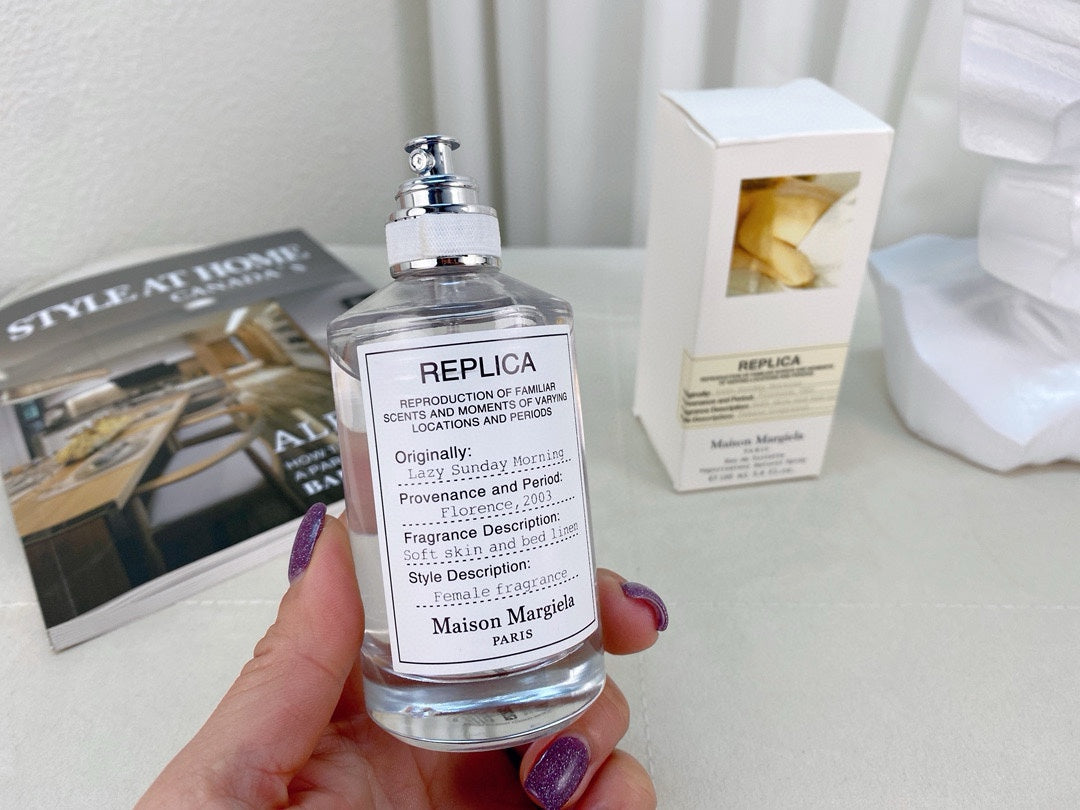 STYLE AT HOME
CANADA'S
REPLICA
REPRODUCTION OF FAMILIAR
SCENTS AND MOMENTS OF VARYING
LOCATIONS AND PERIODS
Originally:
Lazy Sunday Morning
Provenance and Period:
Florence, 2003
Fragrance Description:
Soft skin and bed linen
Style Description:
Female fragrance
Maison Margiela
PARIS
REPLICA
Maison Margiela
PARIS